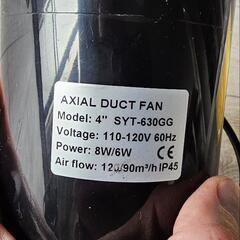 AXIAL DUCT FAN
Model: 4" SYT-630GG
Voltage: 110-120V 60Hz
Power: 8W/6W CE
Air flow: 120/90m³/h IP45